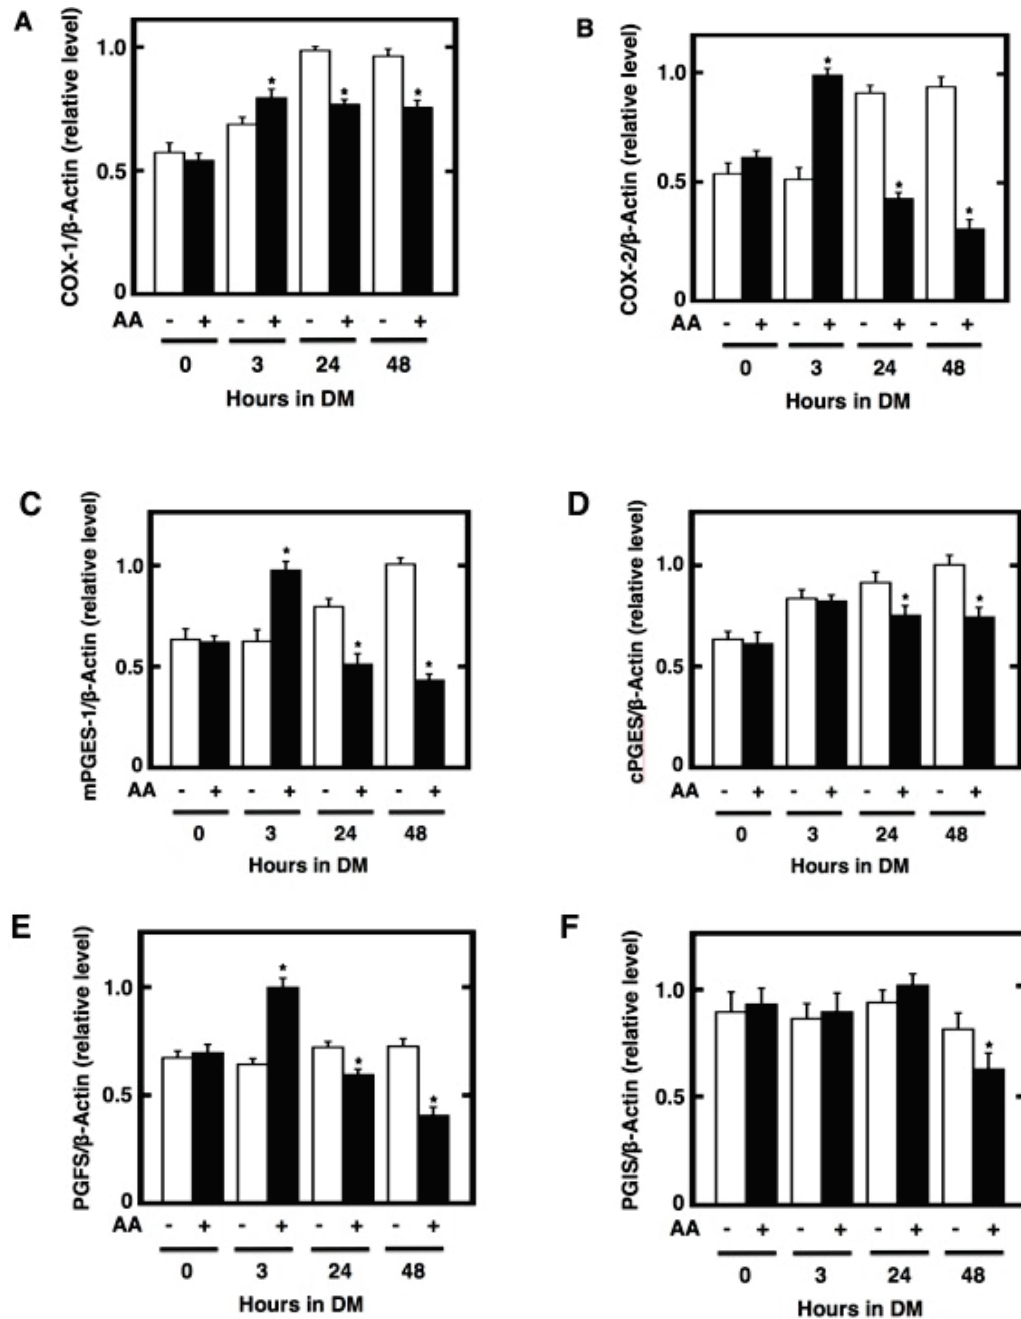 A
COX-1/β-Actin (relative level)
1.0
*
*
*
0.5
0
AA - + - + - + - +
0 3 24 48
Hours in DM
B
COX-2/β-Actin (relative level)
1.0
*
0.5
*
*
0
AA - + - + - + - +
0 3 24 48
Hours in DM
C
mPGES-1/β-Actin (relative level)
1.0
*
0.5
*
*
0
AA - + - + - + - +
0 3 24 48
Hours in DM
D
cPGES/β-Actin (relative level)
1.0
*
*
0.5
0
AA - + - + - + - +
0 3 24 48
Hours in DM
E
PGFS/β-Actin (relative level)
*
1.0
*
0.5
*
0
AA - + - + - + - +
0 3 24 48
Hours in DM
F
PGIS/β-Actin (relative level)
1.0
*
0.5
0
AA - + - + - + - +
0 3 24 48
Hours in DM